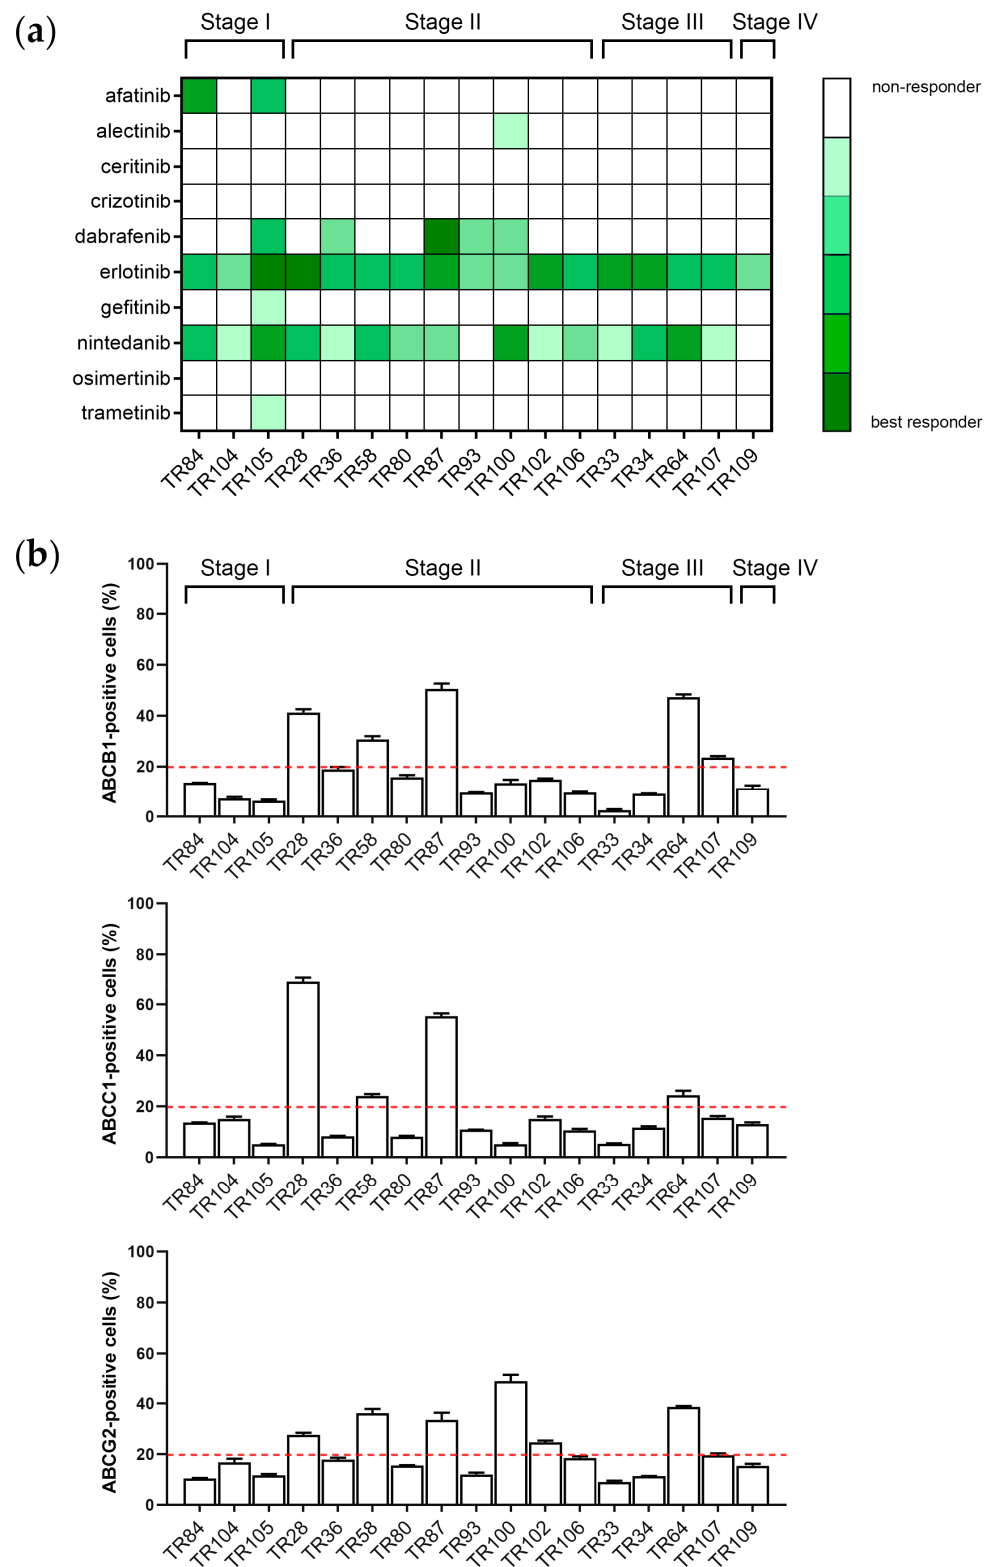 (a)
Stage I Stage II Stage III Stage IV
afatinib
alectinib
ceritinib
crizotinib
dabrafenib
erlotinib
gefitinib
nintedanib
osimertinib
trametinib
non-responder
best responder
TR84 TR104 TR105 TR28 TR36 TR58 TR80 TR87 TR93 TR100 TR102 TR106 TR33 TR34 TR64 TR107 TR109
(b)
Stage I Stage II Stage III Stage IV
ABCB1-positive cells (%)
100
80
60
40
20
0
TR84 TR104 TR105 TR28 TR36 TR58 TR80 TR87 TR93 TR100 TR102 TR106 TR33 TR34 TR64 TR107 TR109
ABCC1-positive cells (%)
100
80
60
40
20
0
TR84 TR104 TR105 TR28 TR36 TR58 TR80 TR87 TR93 TR100 TR102 TR106 TR33 TR34 TR64 TR107 TR109
ABCG2-positive cells (%)
100
80
60
40
20
0
TR84 TR104 TR105 TR28 TR36 TR58 TR80 TR87 TR93 TR100 TR102 TR106 TR33 TR34 TR64 TR107 TR109